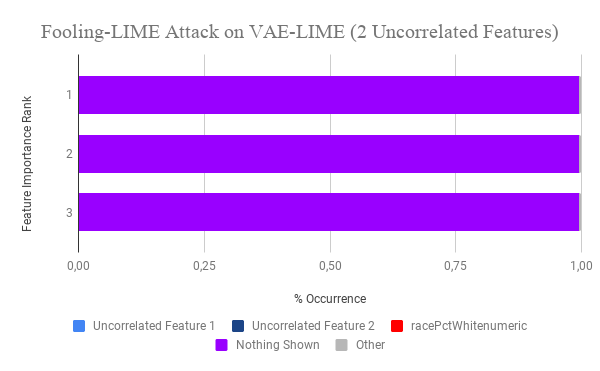 Fooling-LIME Attack on VAE-LIME (2 Uncorrelated Features)
Feature Importance Rank
1
2
3
0,00 0,25 0,50 0,75 1,00
% Occurrence
Uncorrelated Feature 1 Uncorrelated Feature 2 racePctWhitenumeric
Nothing Shown Other